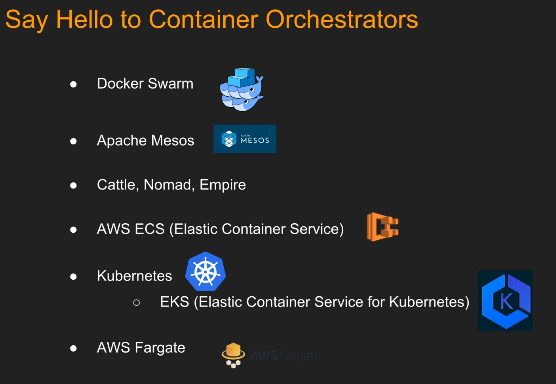 Say Hello to Container Orchestrators
● Docker Swarm
● Apache Mesos
MESOS
● Cattle, Nomad, Empire
● AWS ECS (Elastic Container Service)
● Kubernetes
○ EKS (Elastic Container Service for Kubernetes)
K
● AWS Fargate
AWS Fargate